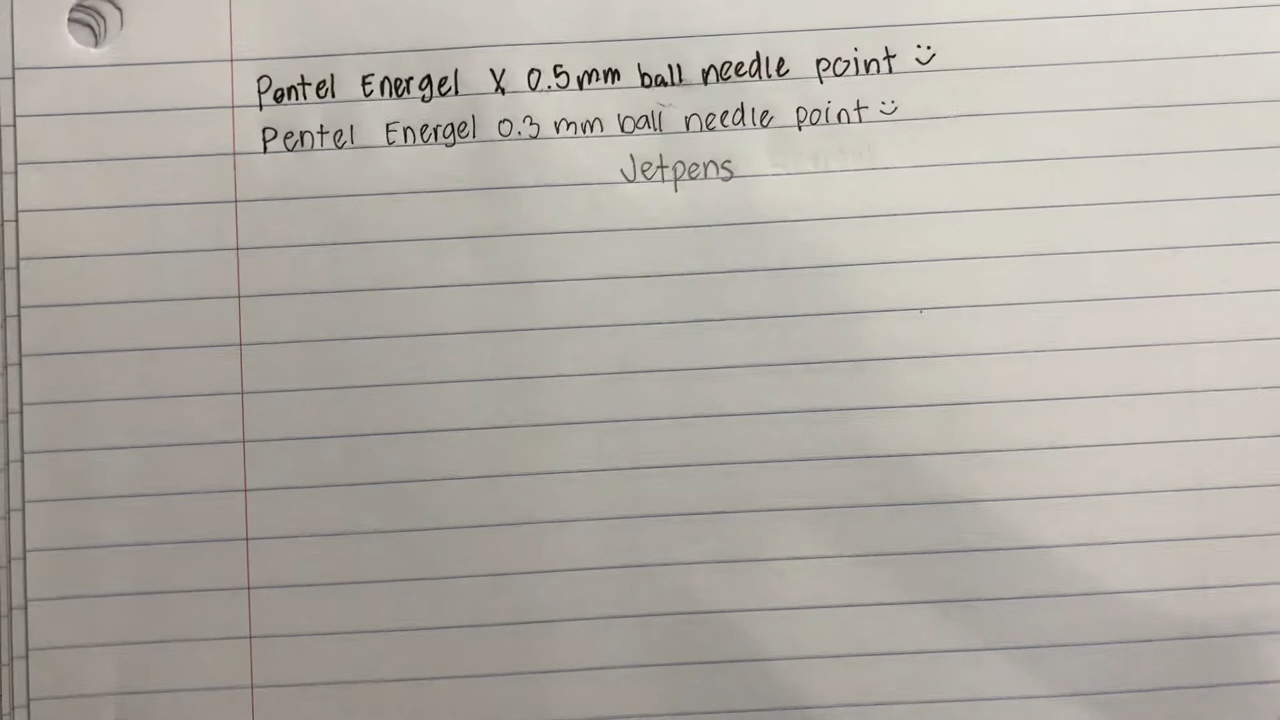 Pentel Energel X 0.5mm ball needle point :)
Pentel Energel 0.3 mm ball needle point :)
Jetpens